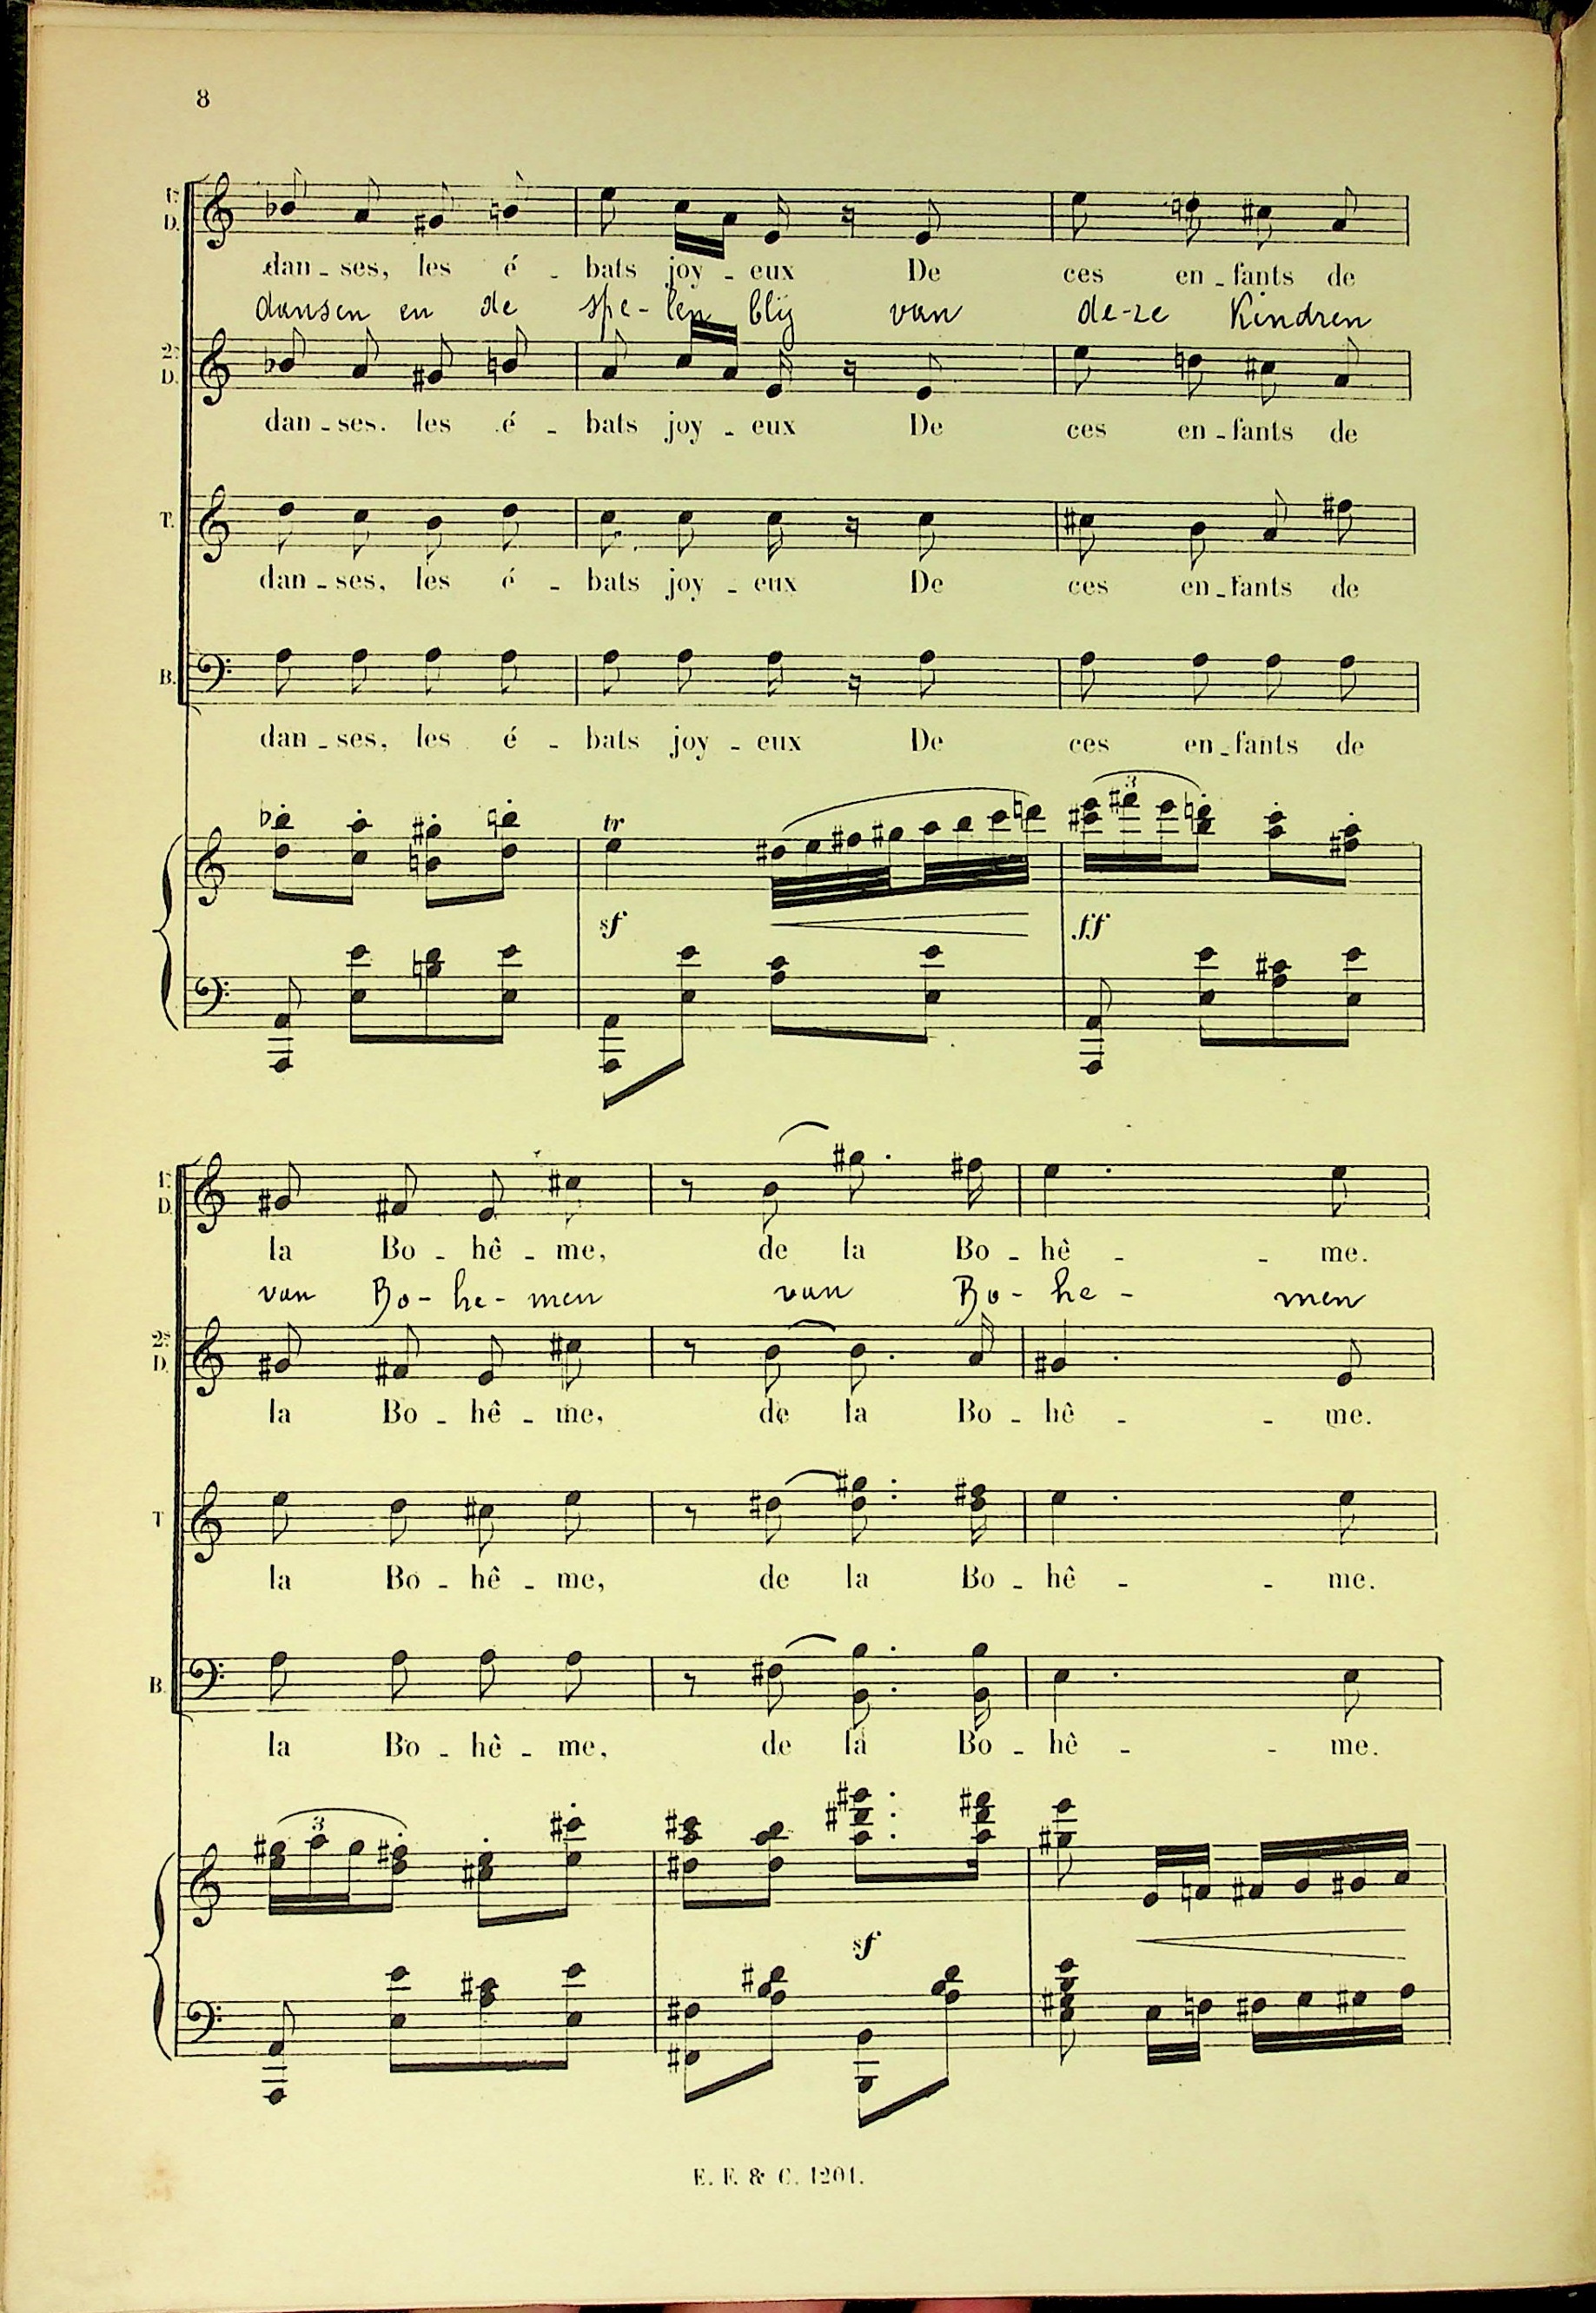 8
1rs D.
dan - ses, les é - bats joy - eux De ces en - fants de
dansen en de spe - len blij van de - ze Kindren
2s D.
dan - ses. les é - bats joy - eux De ces en - fants de
T.
dan - ses, les é - bats joy - eux De ces en - fants de
B.
dan - ses, les é - bats joy - eux De ces en - fants de
tr 3
sf ff
D.
la Bo - hê - me, de la Bo - hê - - me.
van Bo - he - men van Bo - he - men
2s D.
la Bo - hê - me, de la Bo - hê - - me.
T
la Bo - hê - me, de la Bo - hê - - me.
B.
la Bo - hê - me, de la Bo - hê - - me.
3
sf
E. F. & C. 1201.